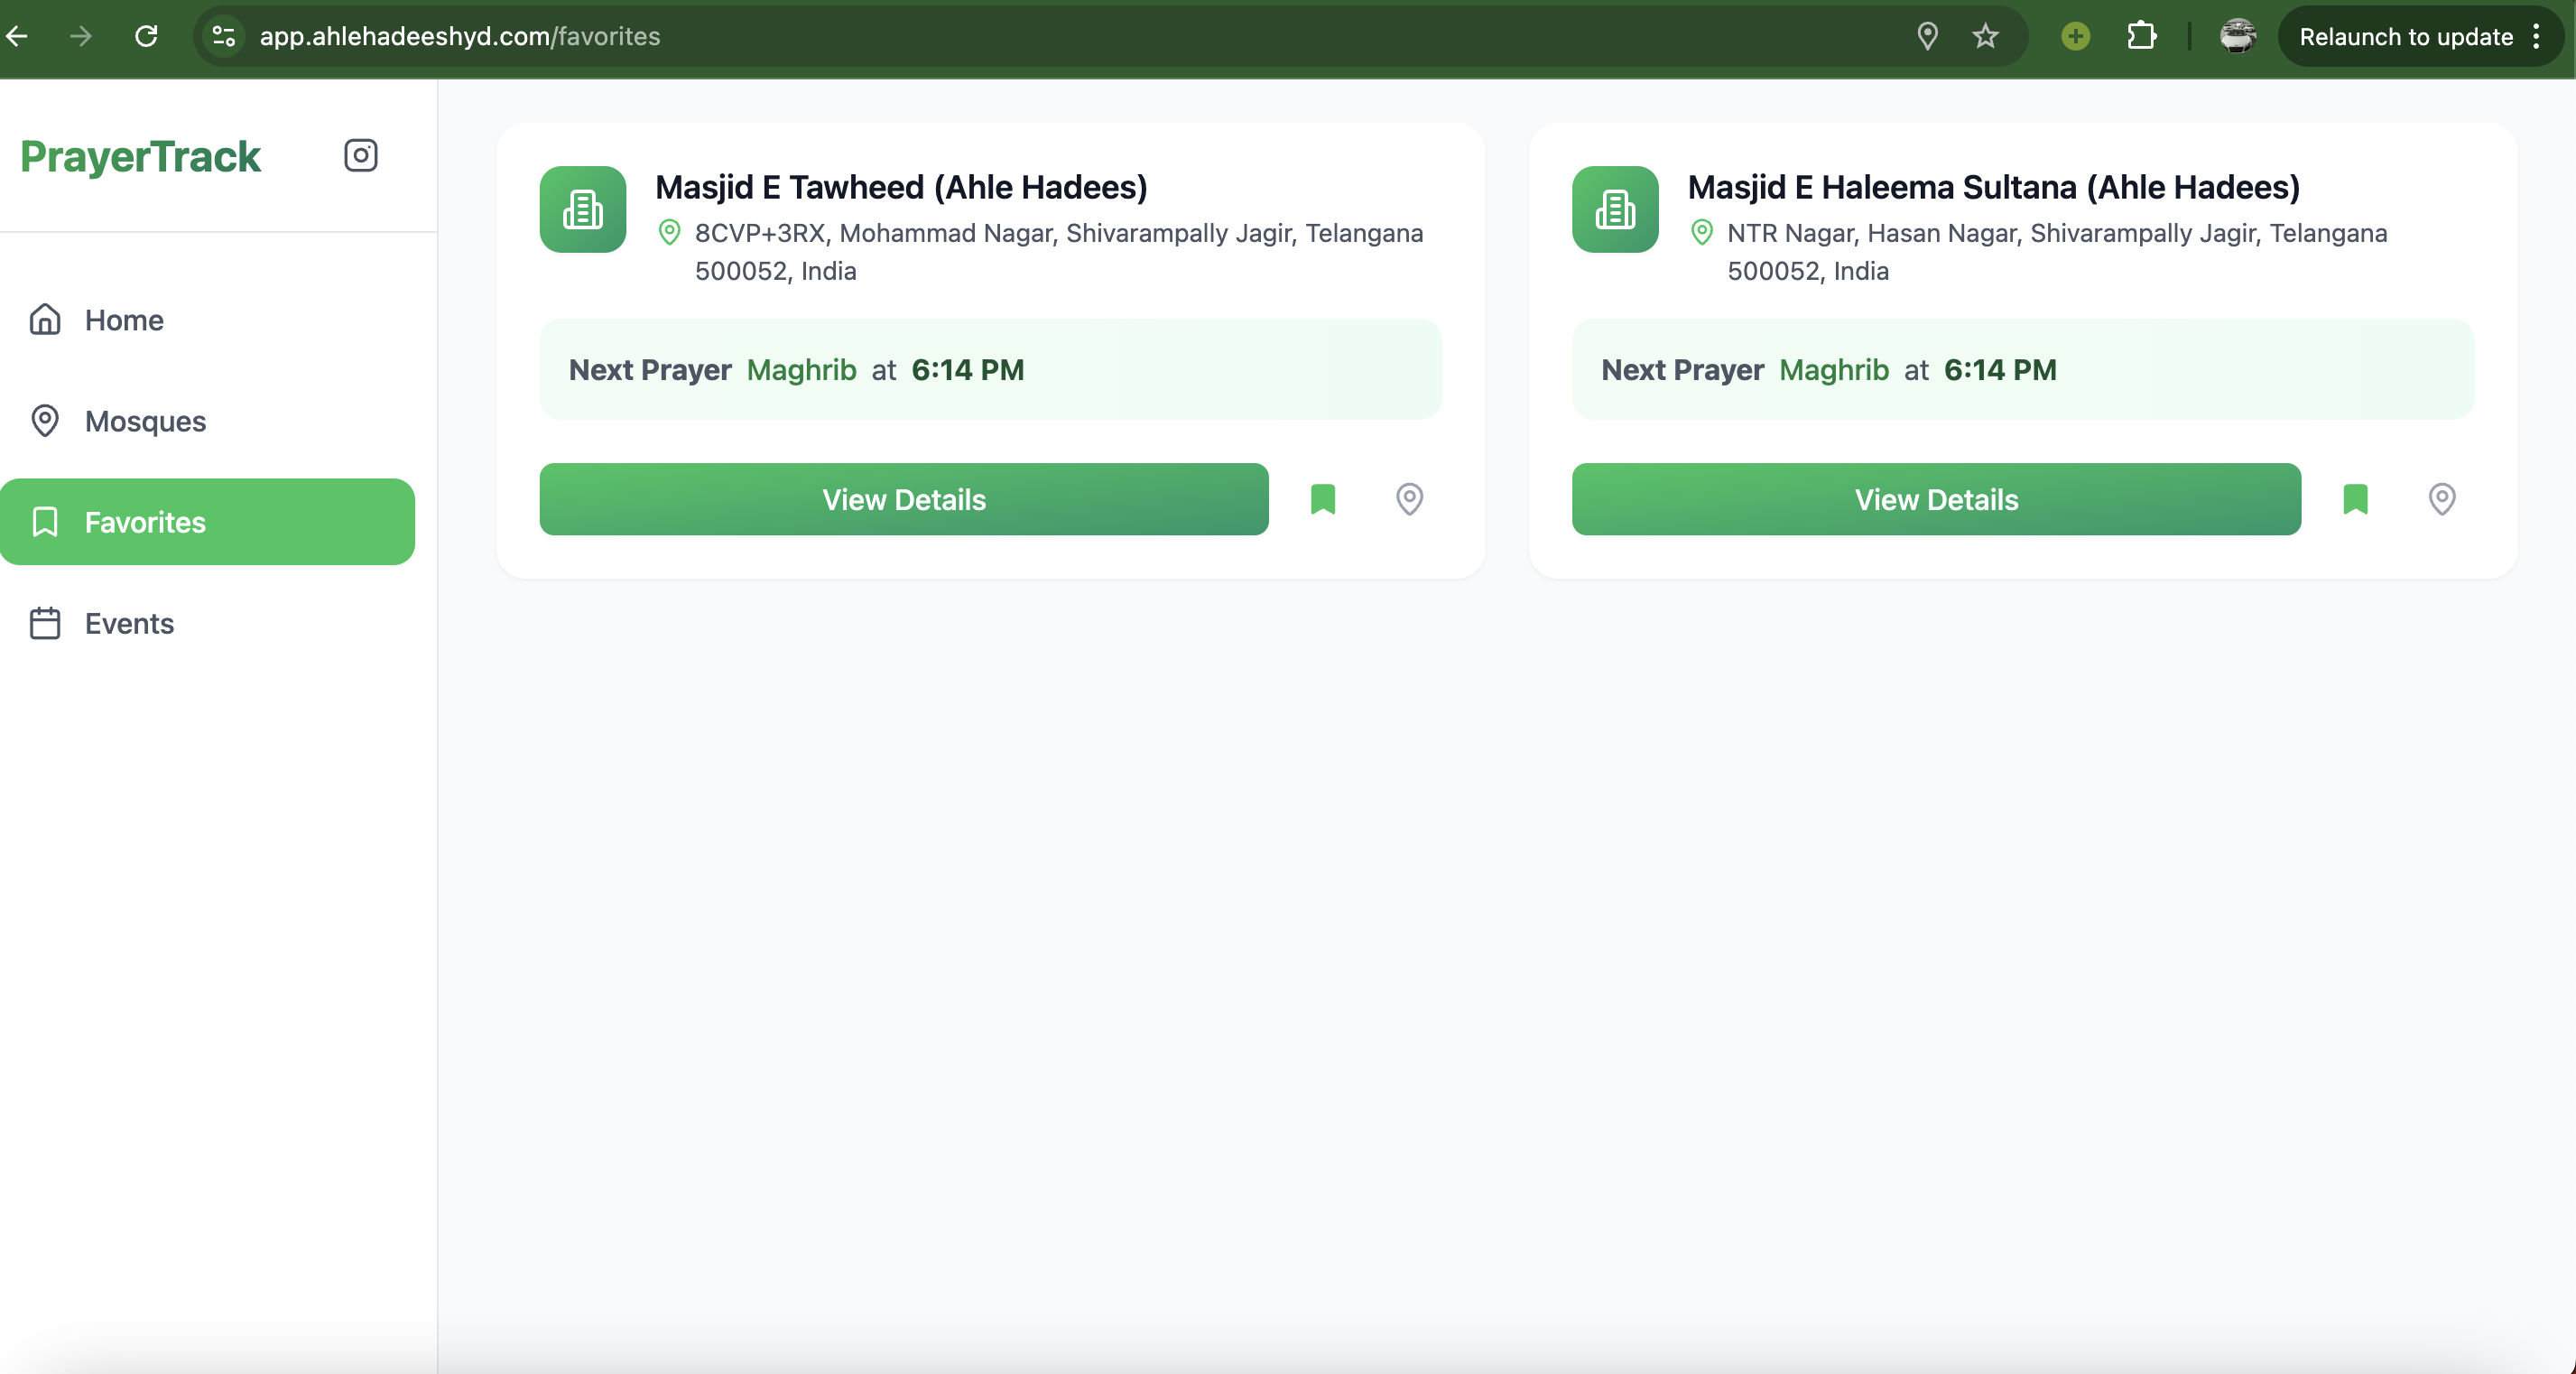 app.ahlehadeeshyd.com/favorites
Relaunch to update
PrayerTrack
Home
Mosques
Favorites
Events
Masjid E Tawheed (Ahle Hadees)
8CVP+3RX, Mohammad Nagar, Shivarampally Jagir, Telangana
500052, India
Next Prayer Maghrib at 6:14 PM
View Details
Masjid E Haleema Sultana (Ahle Hadees)
NTR Nagar, Hasan Nagar, Shivarampally Jagir, Telangana
500052, India
Next Prayer Maghrib at 6:14 PM
View Details